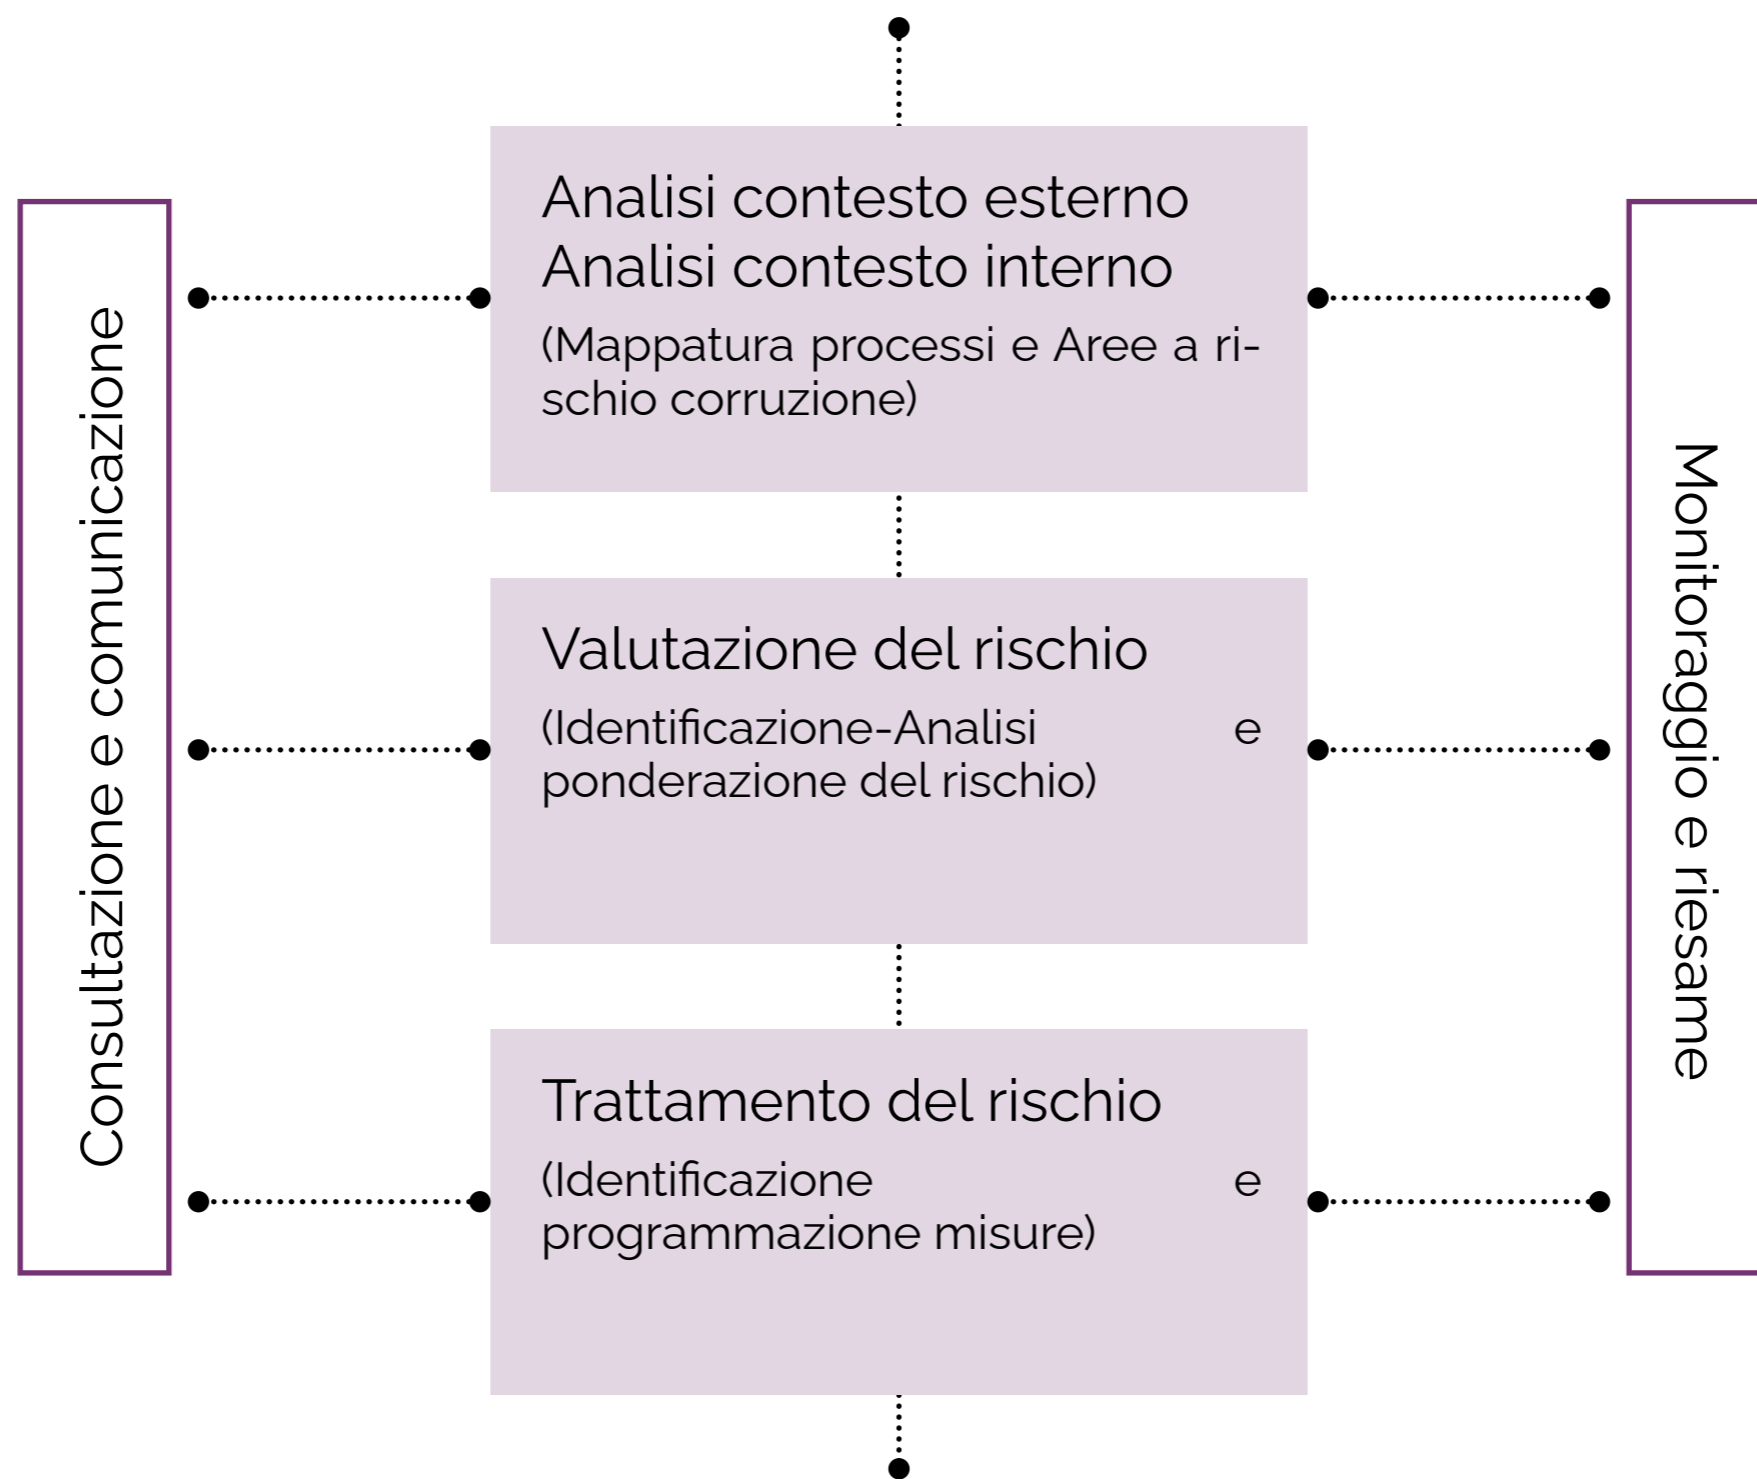 Consultazione e comunicazione
Analisi contesto esterno
Analisi contesto interno
(Mappatura processi e Aree a ri-
schio corruzione)
Valutazione del rischio
(Identificazione-Analisi e
ponderazione del rischio)
Trattamento del rischio
(Identificazione e
programmazione misure)
Monitoraggio e riesame